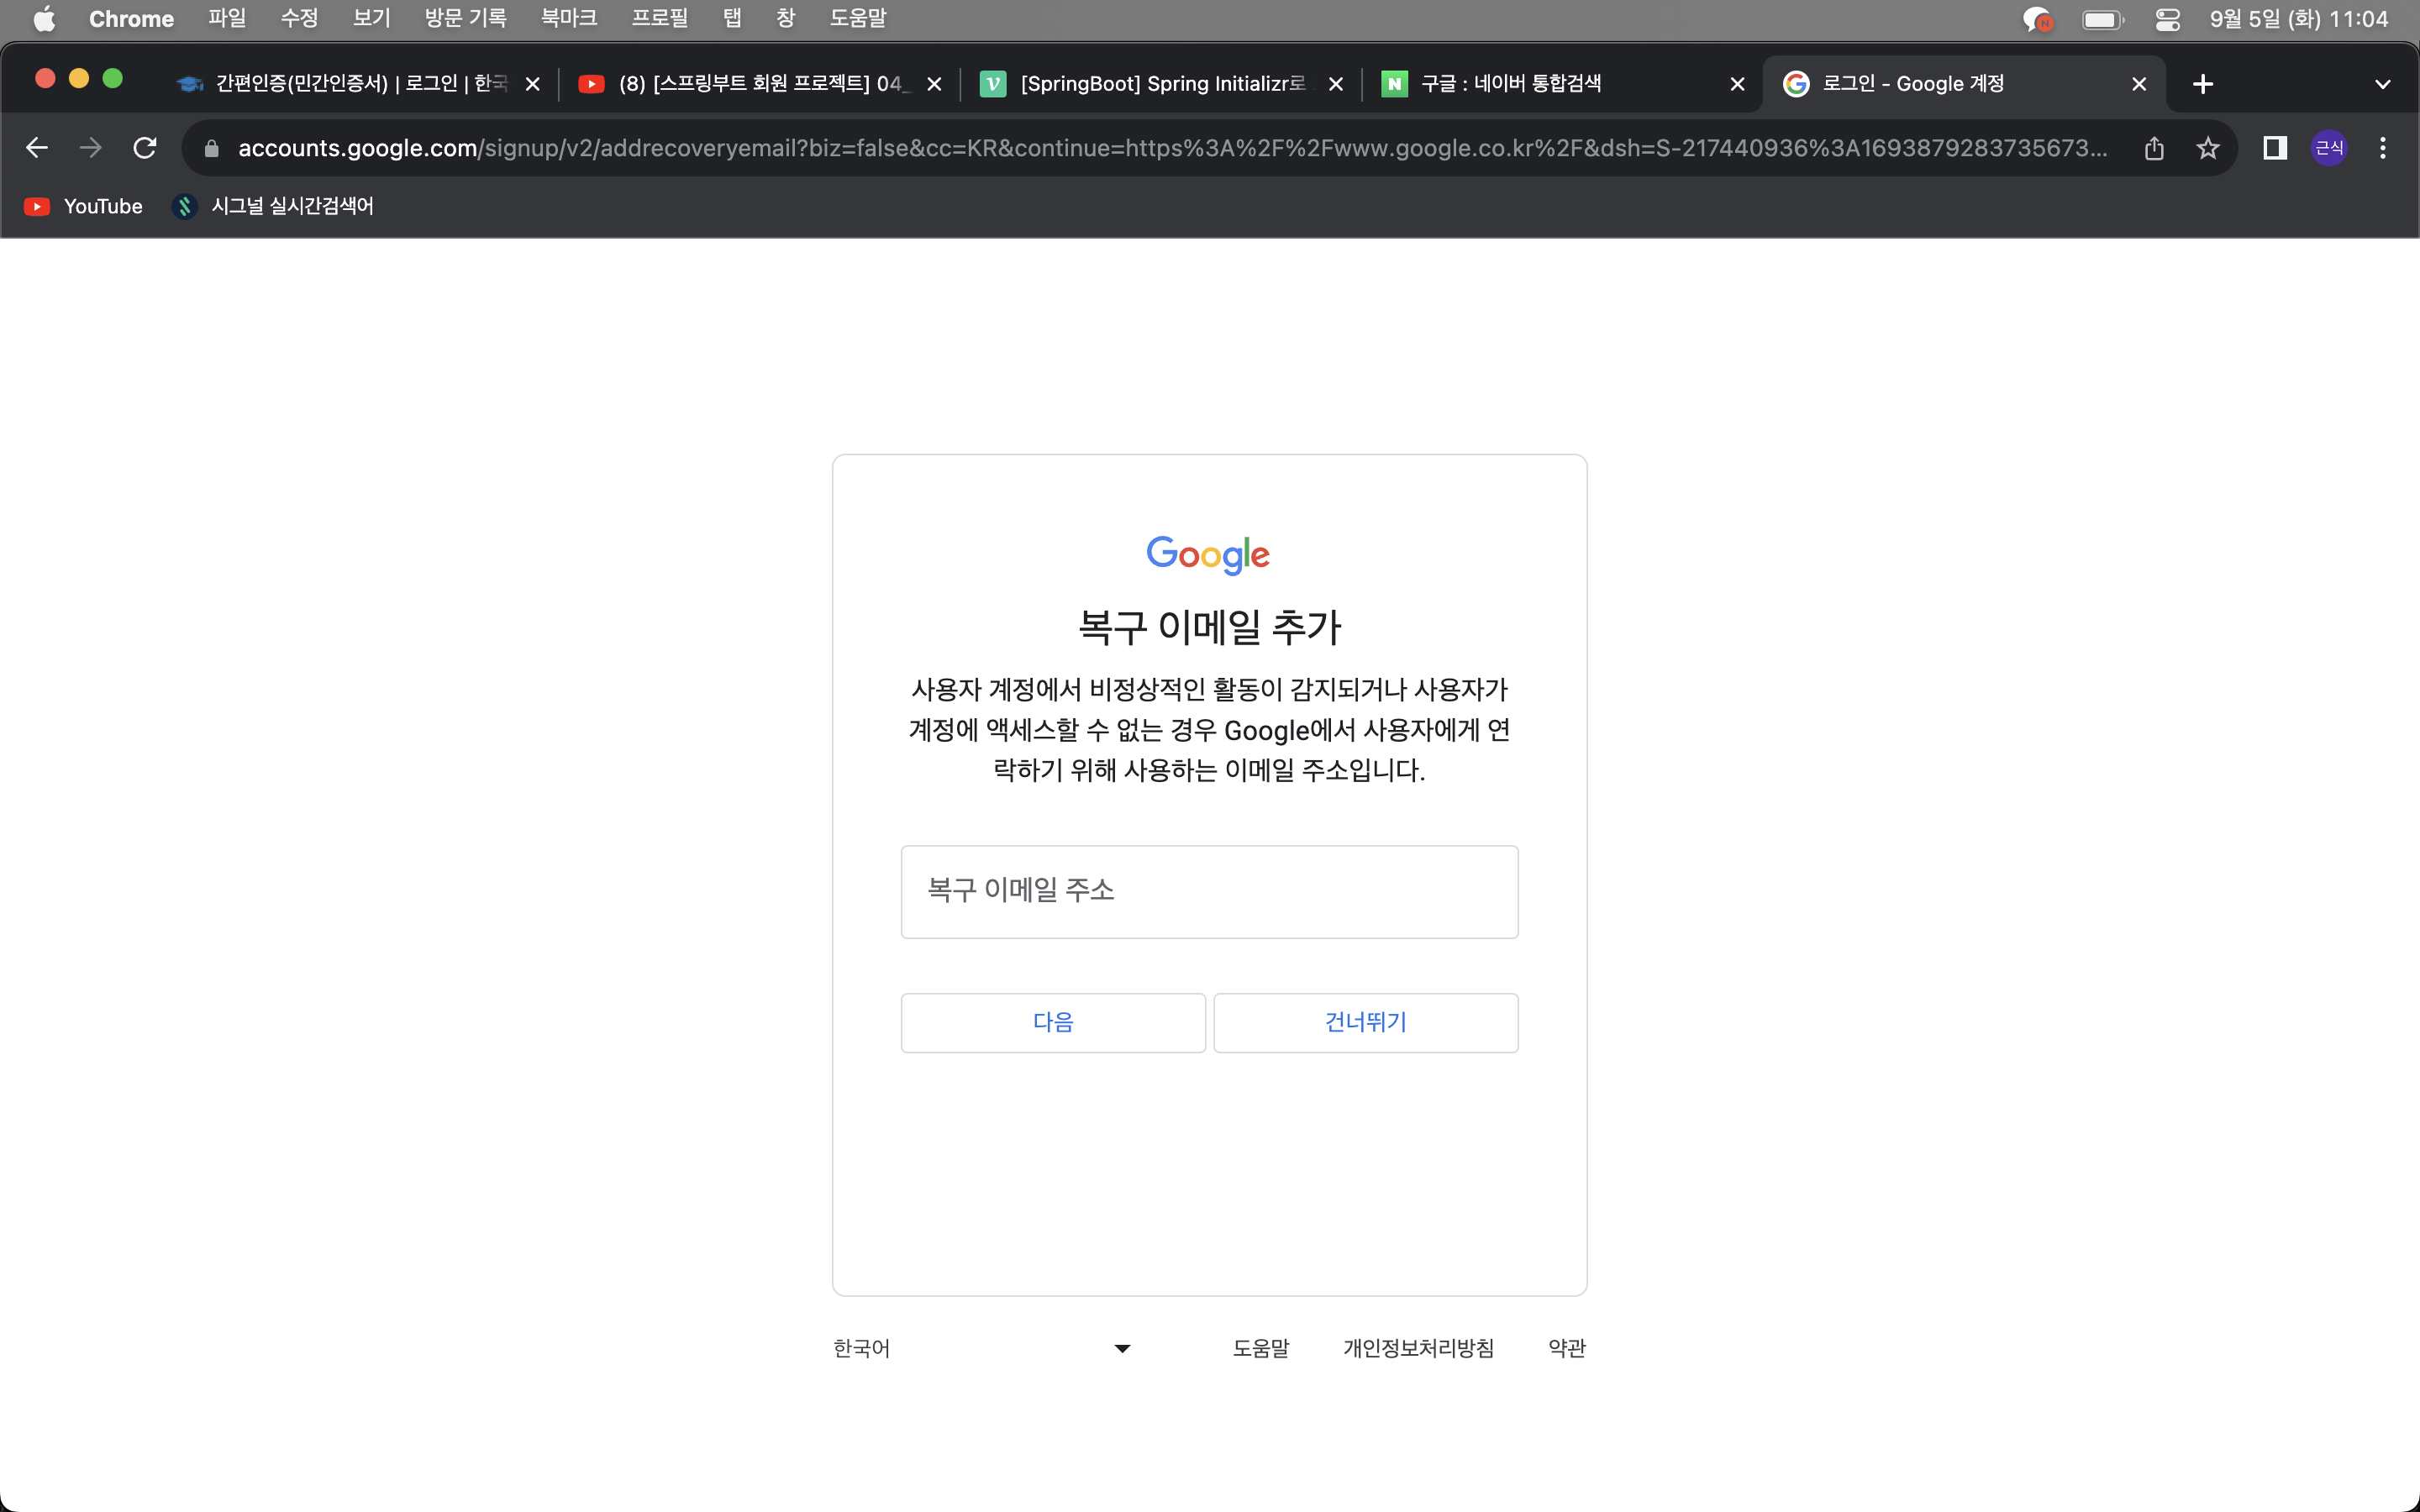 Chrome 파일 수정 보기 방문 기록 북마크 프로필 탭 창 도움말 9월 5일 (화) 11:04
간편인증(민간인증서) | 로그인 | 한국 (8) [스프링부트 회원 프로젝트] 04_ [SpringBoot] Spring Initializr로 구글 : 네이버 통합검색 로그인 - Google 계정
accounts.google.com/signup/v2/addrecoveryemail?biz=false&cc=KR&continue=https%3A%2F%2Fwww.google.co.kr%2F&dsh=S-217440936%3A1693879283735673... 근식
YouTube 시그널 실시간검색어
Google
복구 이메일 추가
사용자 계정에서 비정상적인 활동이 감지되거나 사용자가
계정에 액세스할 수 없는 경우 Google에서 사용자에게 연
락하기 위해 사용하는 이메일 주소입니다.
복구 이메일 주소
다음 건너뛰기
한국어 도움말 개인정보처리방침 약관